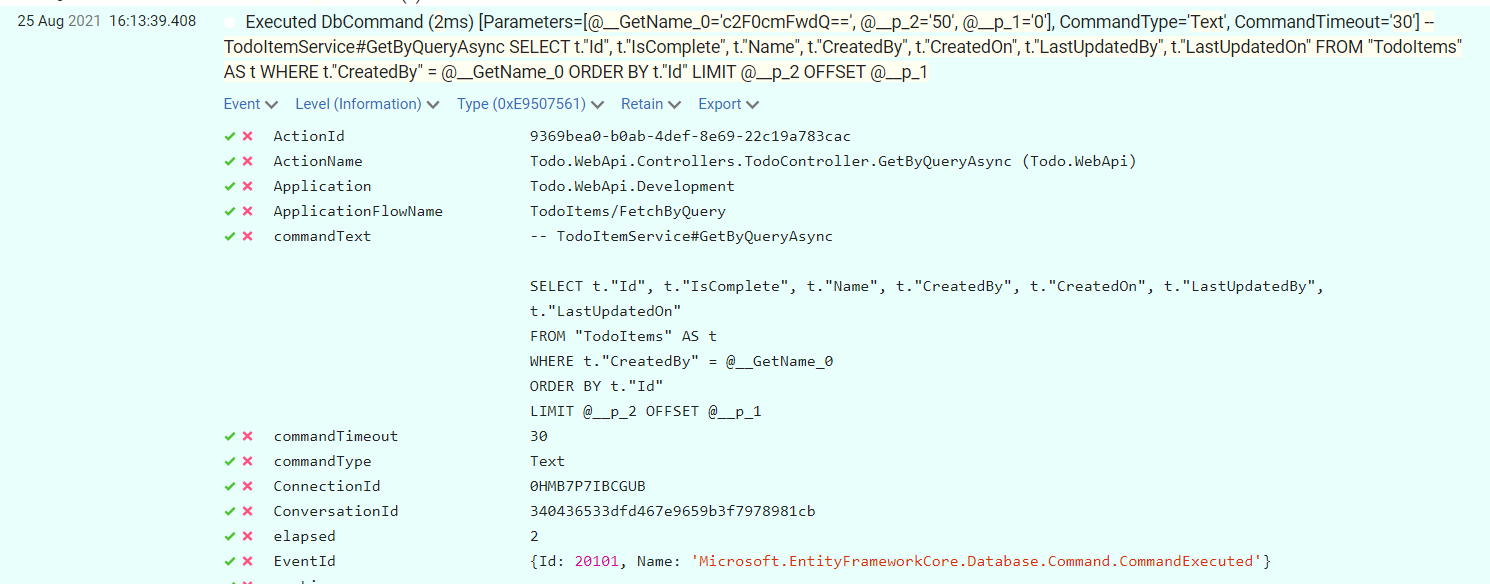 25 Aug 2021 16:13:39.408 Executed DbCommand (2ms) [Parameters=[@__GetName_0='c2F0cmFwdQ==', @__p_2='50', @__p_1='0'], CommandType='Text', CommandTimeout='30'] --
TodoItemService#GetByQueryAsync SELECT t."Id", t."IsComplete", t."Name", t."CreatedBy", t."CreatedOn", t."LastUpdatedBy", t."LastUpdatedOn" FROM "TodoItems"
AS t WHERE t."CreatedBy" = @__GetName_0 ORDER BY t."Id" LIMIT @__p_2 OFFSET @__p_1
Event Level (Information) Type (0xE9507561) Retain Export
ActionId 9369bea0-b0ab-4def-8e69-22c19a783cac
ActionName Todo.WebApi.Controllers.TodoController.GetByQueryAsync (Todo.WebApi)
Application Todo.WebApi.Development
ApplicationFlowName TodoItems/FetchByQuery
commandText -- TodoItemService#GetByQueryAsync
SELECT t."Id", t."IsComplete", t."Name", t."CreatedBy", t."CreatedOn", t."LastUpdatedBy",
t."LastUpdatedOn"
FROM "TodoItems" AS t
WHERE t."CreatedBy" = @__GetName_0
ORDER BY t."Id"
LIMIT @__p_2 OFFSET @__p_1
commandTimeout 30
commandType Text
ConnectionId 0HMB7P7IBCGUB
ConversationId 340436533dfd467e9659b3f7978981cb
elapsed 2
EventId {Id: 20101, Name: 'Microsoft.EntityFrameworkCore.Database.Command.CommandExecuted'}